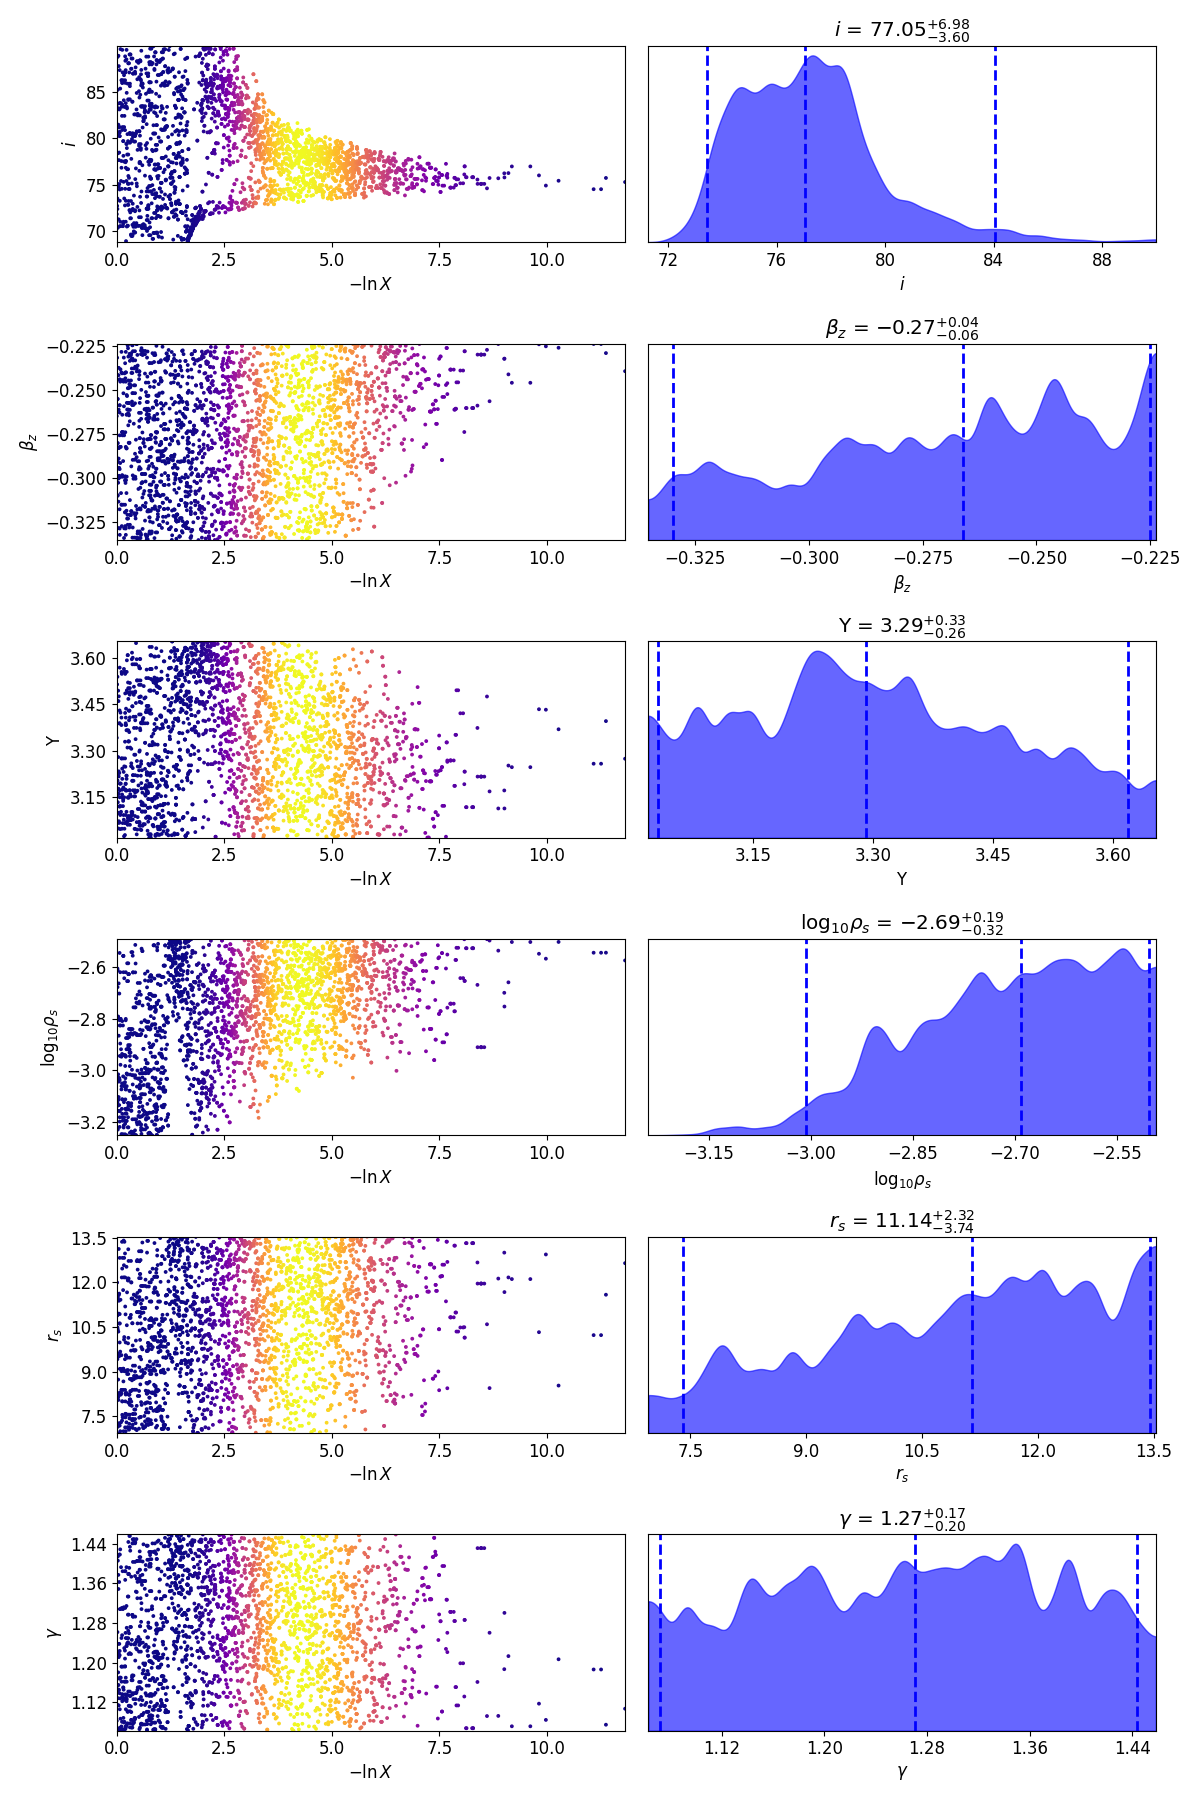 i = 77.05+6.98−3.60
85
80
75
70
i
0.0 2.5 5.0 7.5 10.0
−ln X
72 76 80 84 88
i
βz = −0.27+0.04−0.06
−0.225
−0.250
−0.275
−0.300
−0.325
βz
0.0 2.5 5.0 7.5 10.0
−ln X
−0.325 −0.300 −0.275 −0.250 −0.225
βz
Y = 3.29+0.33−0.26
3.60
3.45
3.30
3.15
Y
0.0 2.5 5.0 7.5 10.0
−ln X
3.15 3.30 3.45 3.60
Y
log10ρs = −2.69+0.19−0.32
−2.6
−2.8
−3.0
−3.2
log10ρs
0.0 2.5 5.0 7.5 10.0
−ln X
−3.15 −3.00 −2.85 −2.70 −2.55
log10ρs
rs = 11.14+2.32−3.74
13.5
12.0
10.5
9.0
7.5
rs
0.0 2.5 5.0 7.5 10.0
−ln X
7.5 9.0 10.5 12.0 13.5
rs
γ = 1.27+0.17−0.20
1.44
1.36
1.28
1.20
1.12
γ
0.0 2.5 5.0 7.5 10.0
−ln X
1.12 1.20 1.28 1.36 1.44
γ